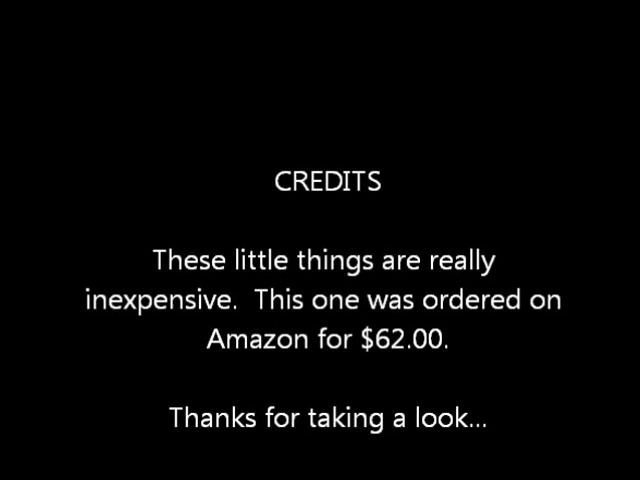 CREDITS
These little things are really
inexpensive.  This one was ordered on
Amazon for $62.00.
Thanks for taking a look...